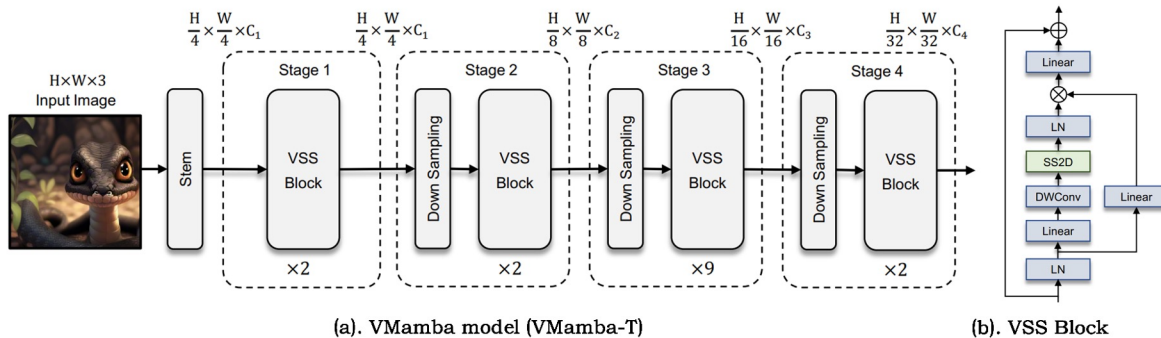 H×W×3
Input Image
Stem
H/4 × W/4 ×C₁
Stage 1
VSS
Block
×2
H/4 × W/4 ×C₁
Stage 2
Down Sampling
VSS
Block
×2
H/8 × W/8 ×C₂
Stage 3
Down Sampling
VSS
Block
×9
H/16 × W/16 ×C₃
Stage 4
Down Sampling
VSS
Block
×2
H/32 × W/32 ×C₄
(a). VMamba model (VMamba-T)
Linear
LN
SS2D
DWConv
Linear
Linear
LN
(b). VSS Block